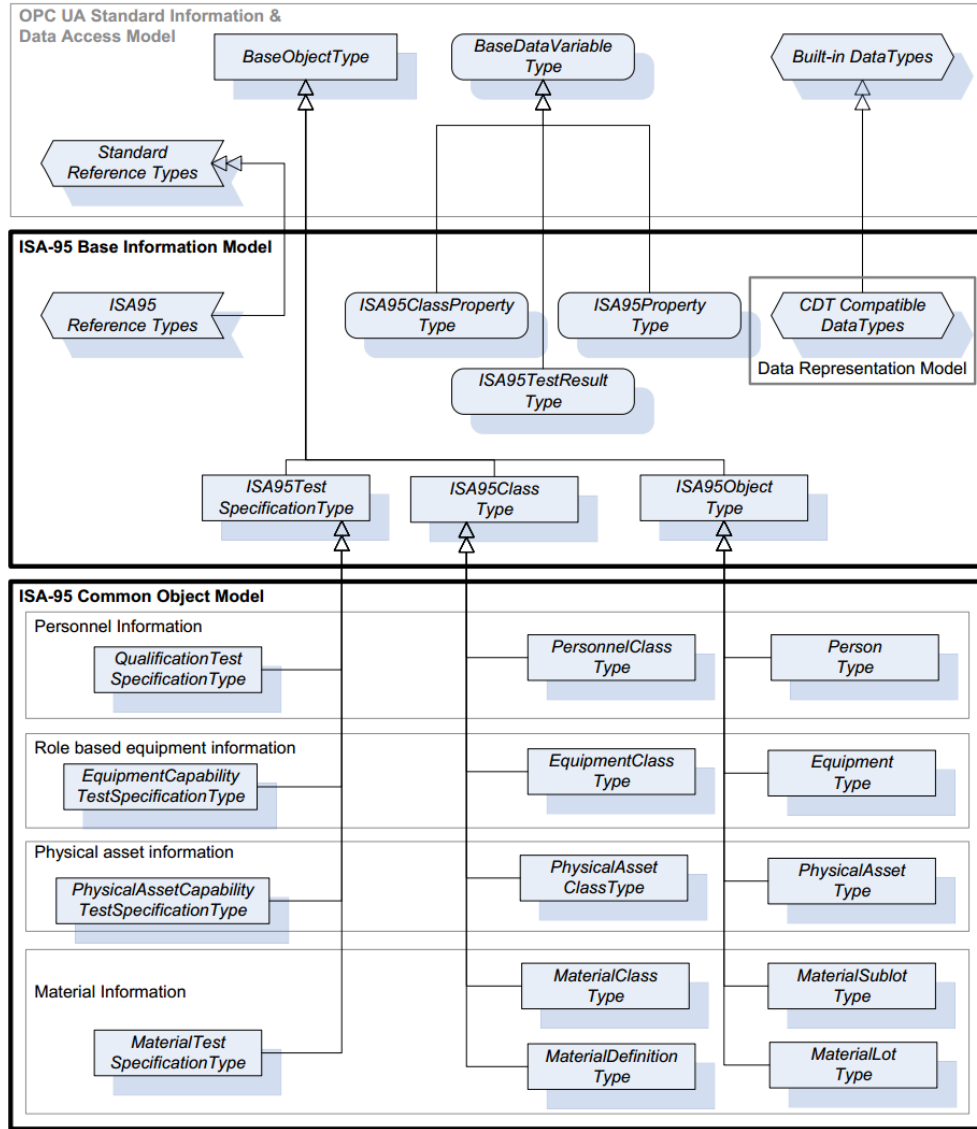 OPC UA Standard Information &
Data Access Model
BaseObjectType
BaseDataVariable
Type
Built-in DataTypes
Standard
Reference Types
ISA-95 Base Information Model
ISA95
Reference Types
ISA95ClassProperty
Type
ISA95Property
Type
CDT Compatible
DataTypes
Data Representation Model
ISA95TestResult
Type
ISA95Test
SpecificationType
ISA95Class
Type
ISA95Object
Type
ISA-95 Common Object Model
Personnel Information
QualificationTest
SpecificationType
PersonnelClass
Type
Person
Type
Role based equipment information
EquipmentCapability
TestSpecificationType
EquipmentClass
Type
Equipment
Type
Physical asset information
PhysicalAssetCapability
TestSpecificationType
PhysicalAsset
ClassType
PhysicalAsset
Type
Material Information
MaterialClass
Type
MaterialSublot
Type
MaterialTest
SpecificationType
MaterialDefinition
Type
MaterialLot
Type